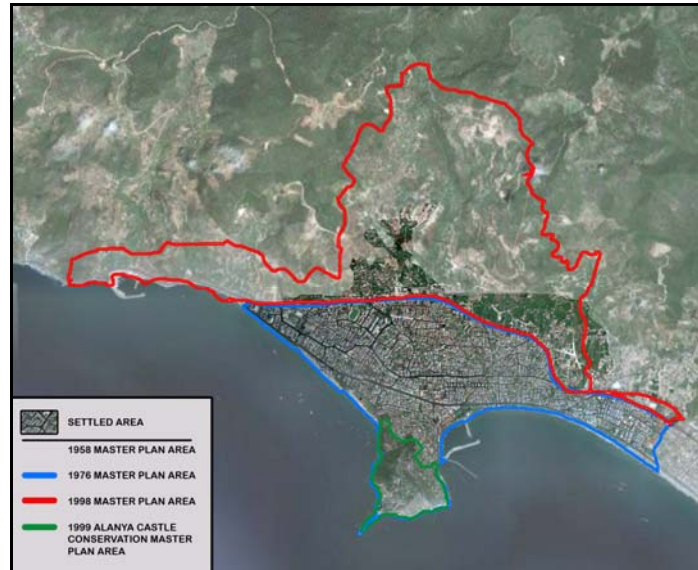 SETTLED AREA
1958 MASTER PLAN AREA
1976 MASTER PLAN AREA
1998 MASTER PLAN AREA
1999 ALANYA CASTLE
CONSERVATION MASTER
PLAN AREA